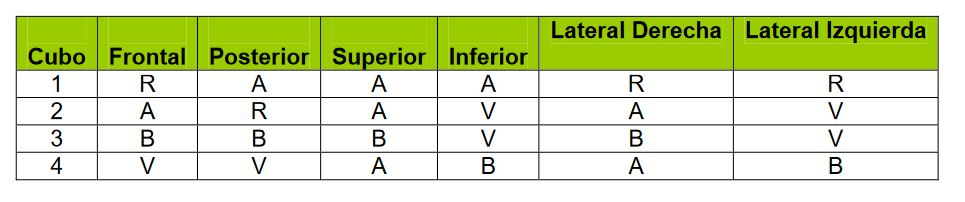 Cubo Frontal Posterior Superior Inferior Lateral Derecha Lateral Izquierda
1 R A A A R R
2 A R A V A V
3 B B B V B V
4 V V A B A B